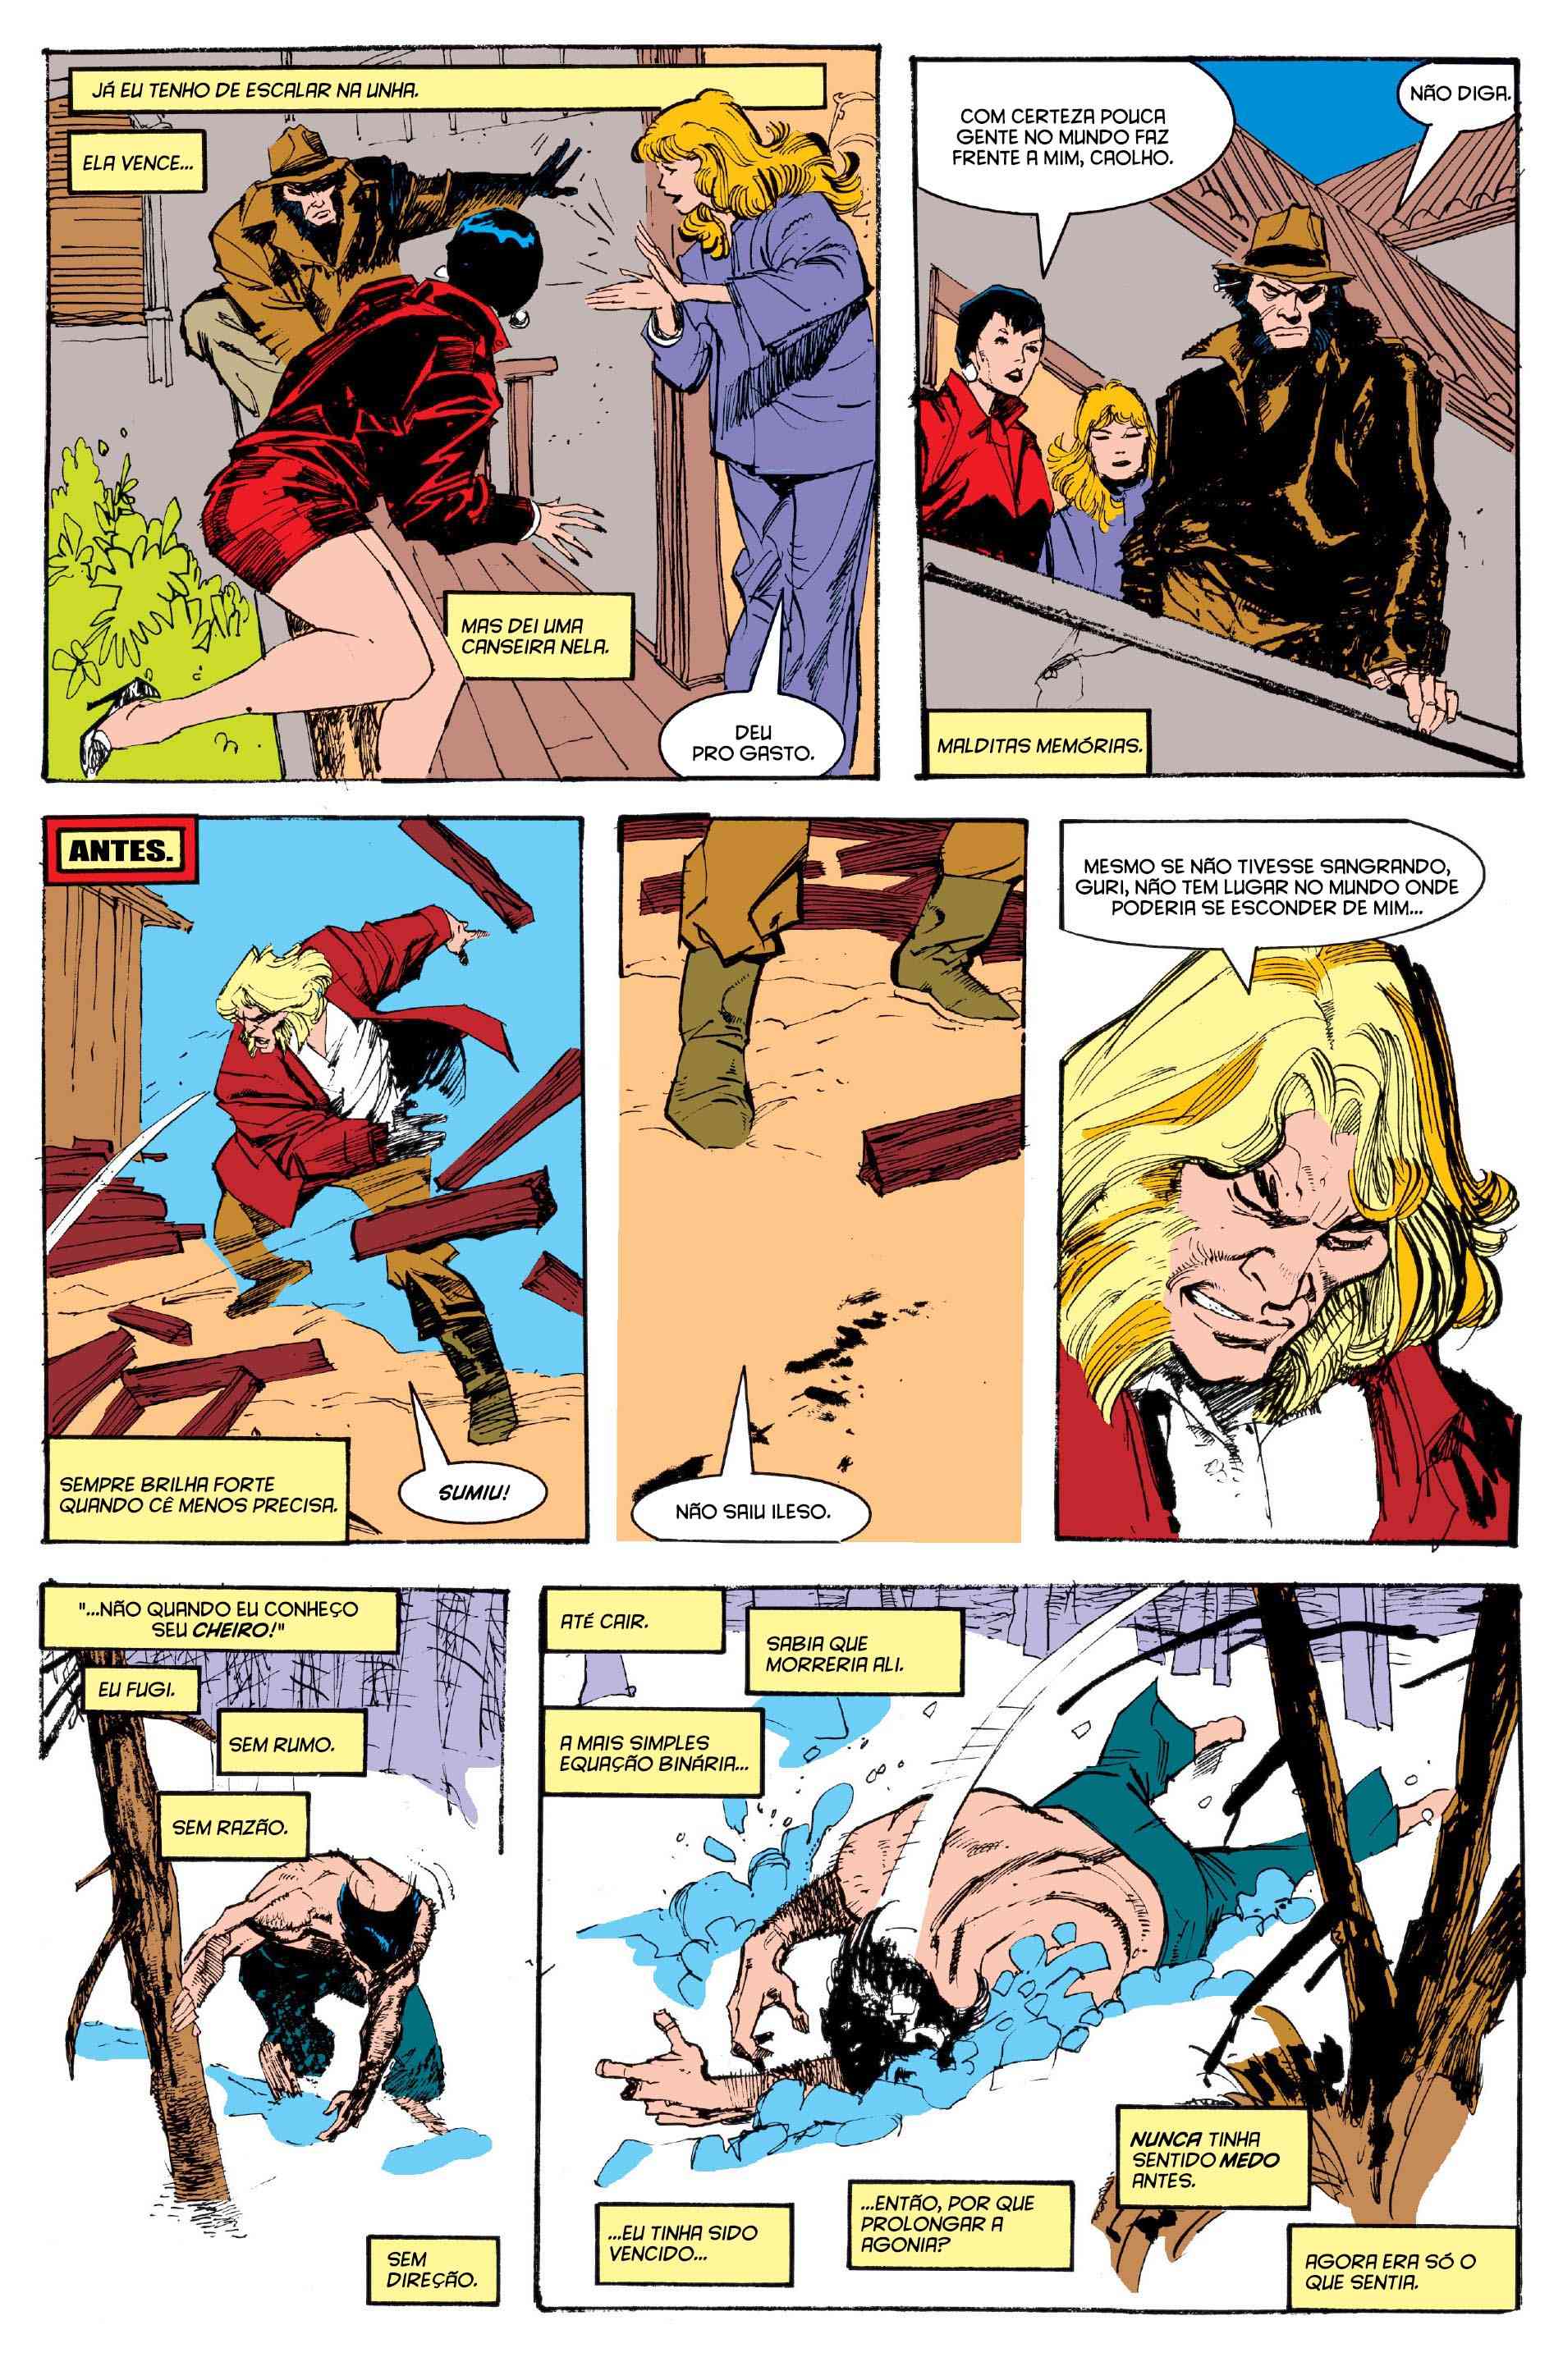 JÁ EU TENHO DE ESCALAR NA UNHA.
ELA VENCE...
MAS DEI UMA
CANSEIRA NELA.
DEU
PRO GASTO.
COM CERTEZA POUCA
GENTE NO MUNDO FAZ
FRENTE A MIM, CAOLHO.
NÃO DIGA.
MALDITAS MEMÓRIAS.
ANTES.
SEMPRE BRILHA FORTE
QUANDO CÊ MENOS PRECISA.
SUMIU!
NÃO SAIU ILESO.
MESMO SE NÃO TIVESSE SANGRANDO,
GURI, NÃO TEM LUGAR NO MUNDO ONDE
PODERIA SE ESCONDER DE MIM...
"...NÃO QUANDO EU CONHEÇO
SEU CHEIRO!"
EU FUGI.
SEM RUMO.
SEM RAZÃO.
SEM
DIREÇÃO.
ATÉ CAIR.
SABIA QUE
MORRERIA ALI.
A MAIS SIMPLES
EQUAÇÃO BINÁRIA...
...EU TINHA SIDO
VENCIDO...
...ENTÃO, POR QUE
PROLONGAR A
AGONIA?
NUNCA TINHA
SENTIDO MEDO
ANTES.
AGORA ERA SÓ O
QUE SENTIA.